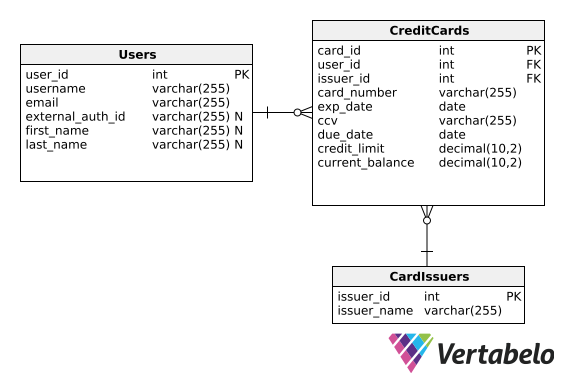 Users
user_id int PK
username varchar(255)
email varchar(255)
external_auth_id varchar(255) N
first_name varchar(255) N
last_name varchar(255) N
CreditCards
card_id int PK
user_id int FK
issuer_id int FK
card_number varchar(255)
exp_date date
ccv varchar(255)
due_date date
credit_limit decimal(10,2)
current_balance decimal(10,2)
CardIssuers
issuer_id int PK
issuer_name varchar(255)
Vertabelo